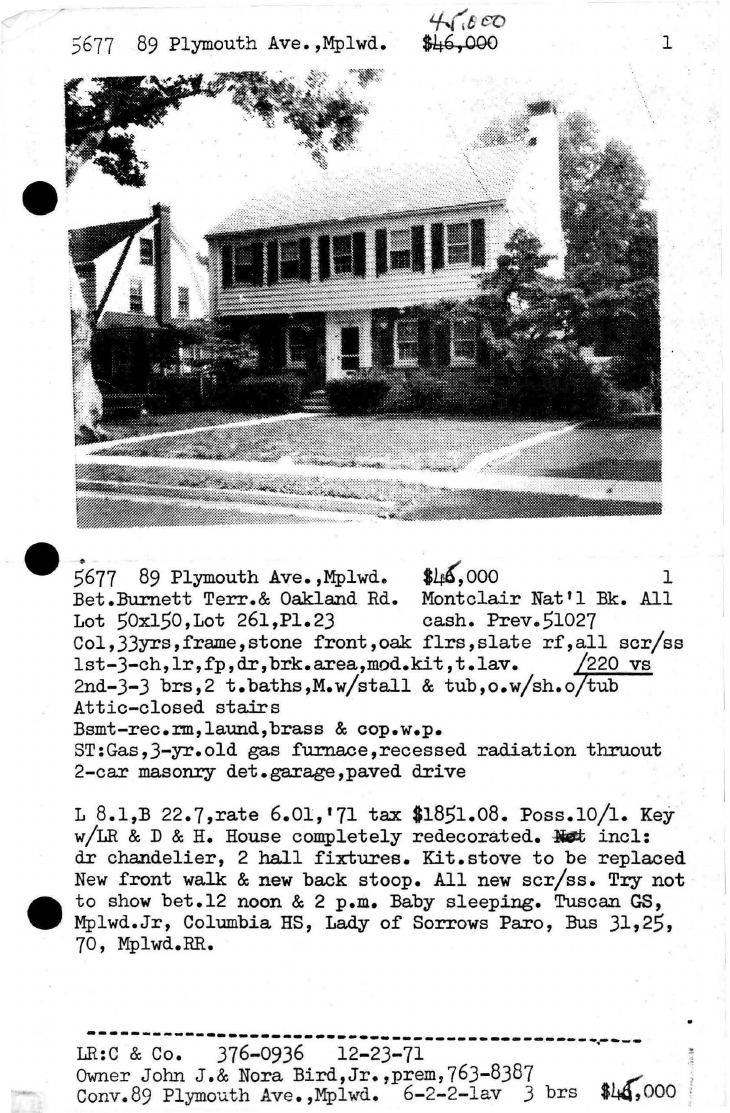 45,000
5677 89 Plymouth Ave.,Mplwd. $46,000 1
5677 89 Plymouth Ave.,Mplwd. $45,000 1
Bet.Burnett Terr.& Oakland Rd. Montclair Nat'l Bk. All
Lot 50x150,Lot 261,Pl.23 cash. Prev.51027
Col,33yrs,frame,stone front,oak flrs,slate rf,all scr/ss
1st-3-ch,lr,fp,dr,brk.area,mod.kit,t.lav. /220 vs
2nd-3-3 brs,2 t.baths,M.w/stall & tub,o.w/sh.o/tub
Attic-closed stairs
Bsmt-rec.rm,laund,brass & cop.w.p.
ST:Gas,3-yr.old gas furnace,recessed radiation thruout
2-car masonry det.garage,paved drive
L 8.1,B 22.7,rate 6.01,'71 tax $1851.08. Poss.10/1. Key
w/LR & D & H. House completely redecorated. Not incl:
dr chandelier, 2 hall fixtures. Kit.stove to be replaced
New front walk & new back stoop. All new scr/ss. Try not
to show bet.12 noon & 2 p.m. Baby sleeping. Tuscan GS,
Mplwd.Jr, Columbia HS, Lady of Sorrows Paro, Bus 31,25,
70, Mplwd.RR.
LR:C & Co. 376-0936 12-23-71
Owner John J.& Nora Bird,Jr.,prem,763-8387
Conv.89 Plymouth Ave.,Mplwd. 6-2-2-lav 3 brs $45,000